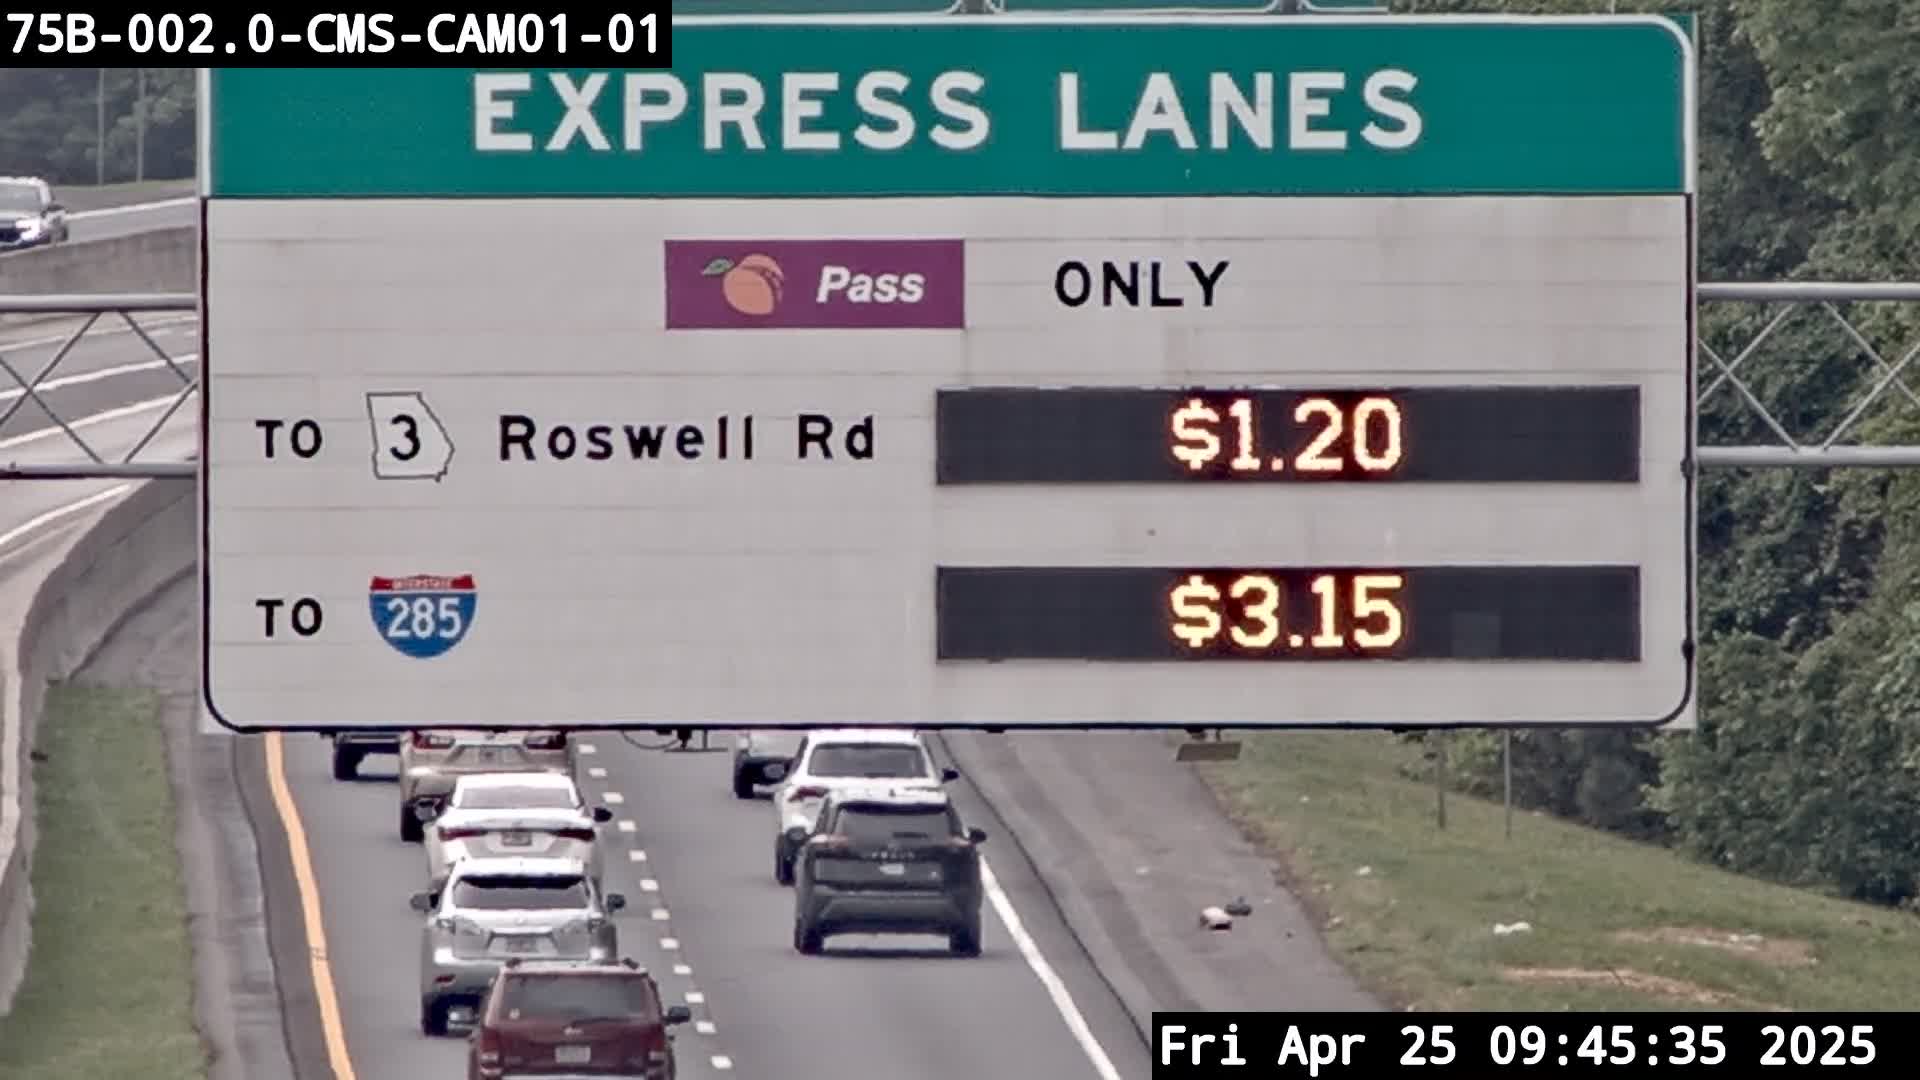 75B-002.0-CMS-CAM01-01
EXPRESS LANES
Pass ONLY
TO 3 Roswell Rd $1.20
INTERSTATE
TO 285 $3.15
Fri Apr 25 09:45:35 2025